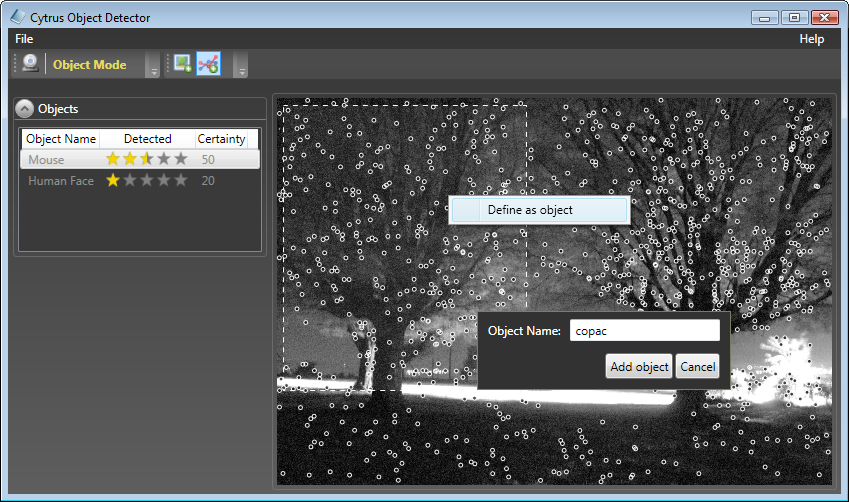 Cytrus Object Detector
File Help
Object Mode
Objects
Object Name Detected Certainty
Mouse 50
Human Face 20
Define as object
Object Name: copac
Add object Cancel